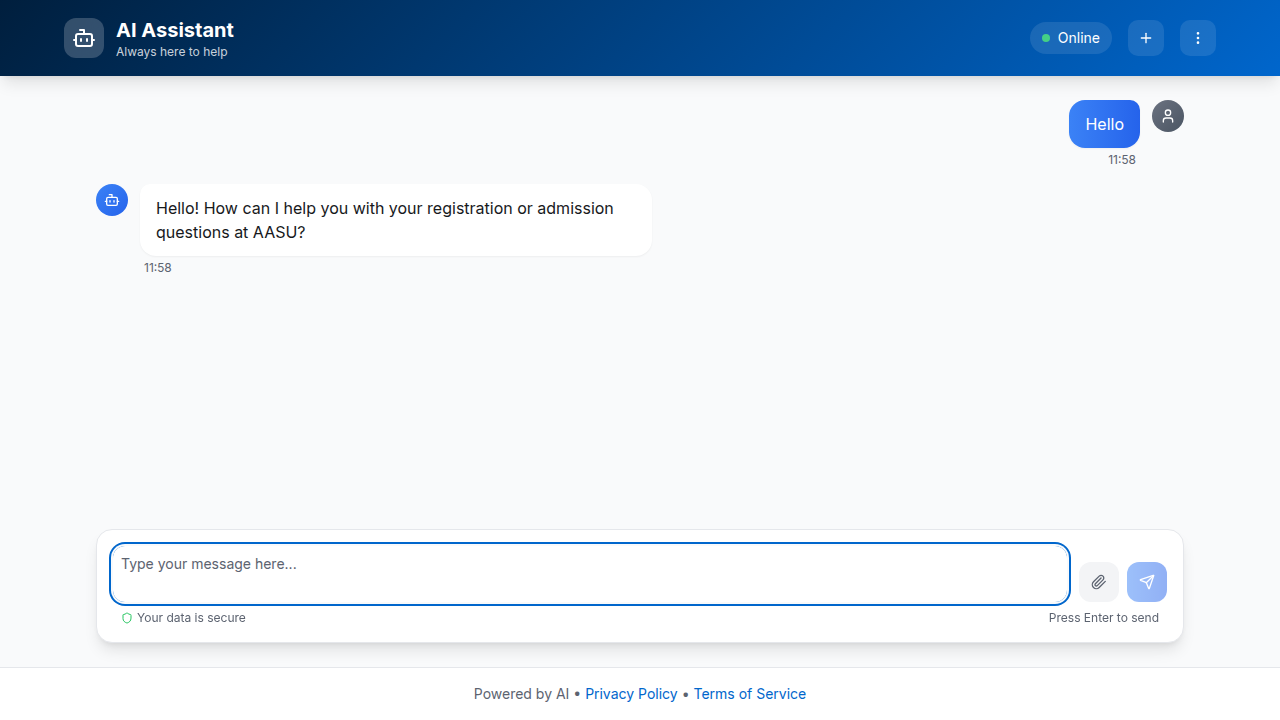 AI Assistant
Always here to help
Online
Hello
11:58
Hello! How can I help you with your registration or admission
questions at AASU?
11:58
Type your message here...
Your data is secure
Press Enter to send
Powered by AI • Privacy Policy • Terms of Service